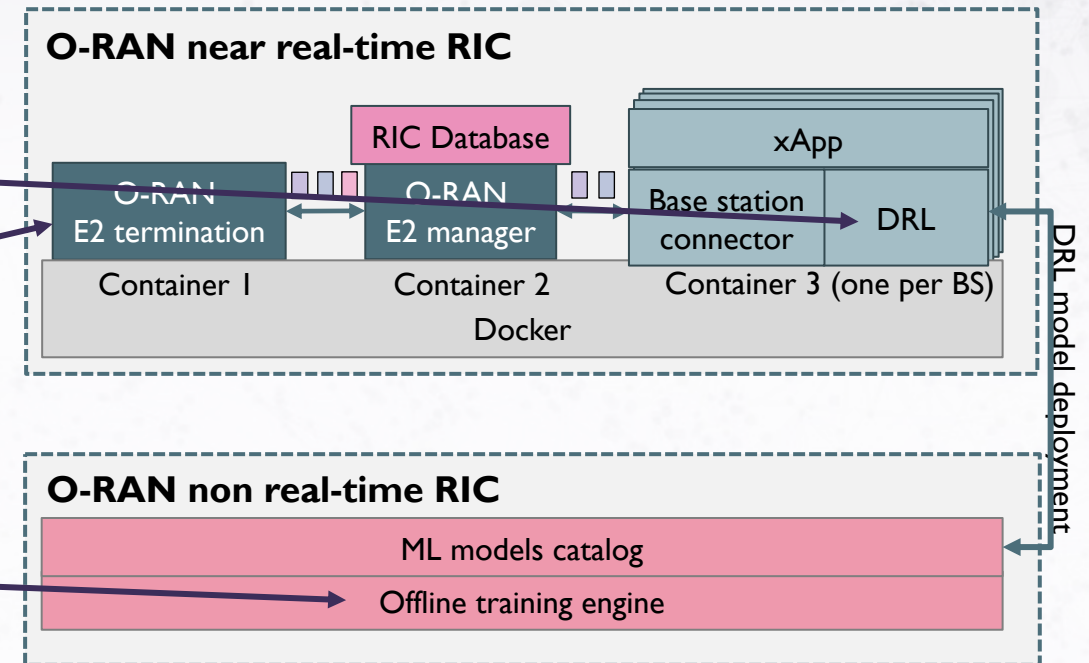 O-RAN near real-time RIC
RIC Database
xApp
O-RAN
E2 termination
O-RAN
E2 manager
Base station
connector
DRL
Container 1
Container 2
Container 3 (one per BS)
Docker
DRL model deployment
O-RAN non real-time RIC
ML models catalog
Offline training engine